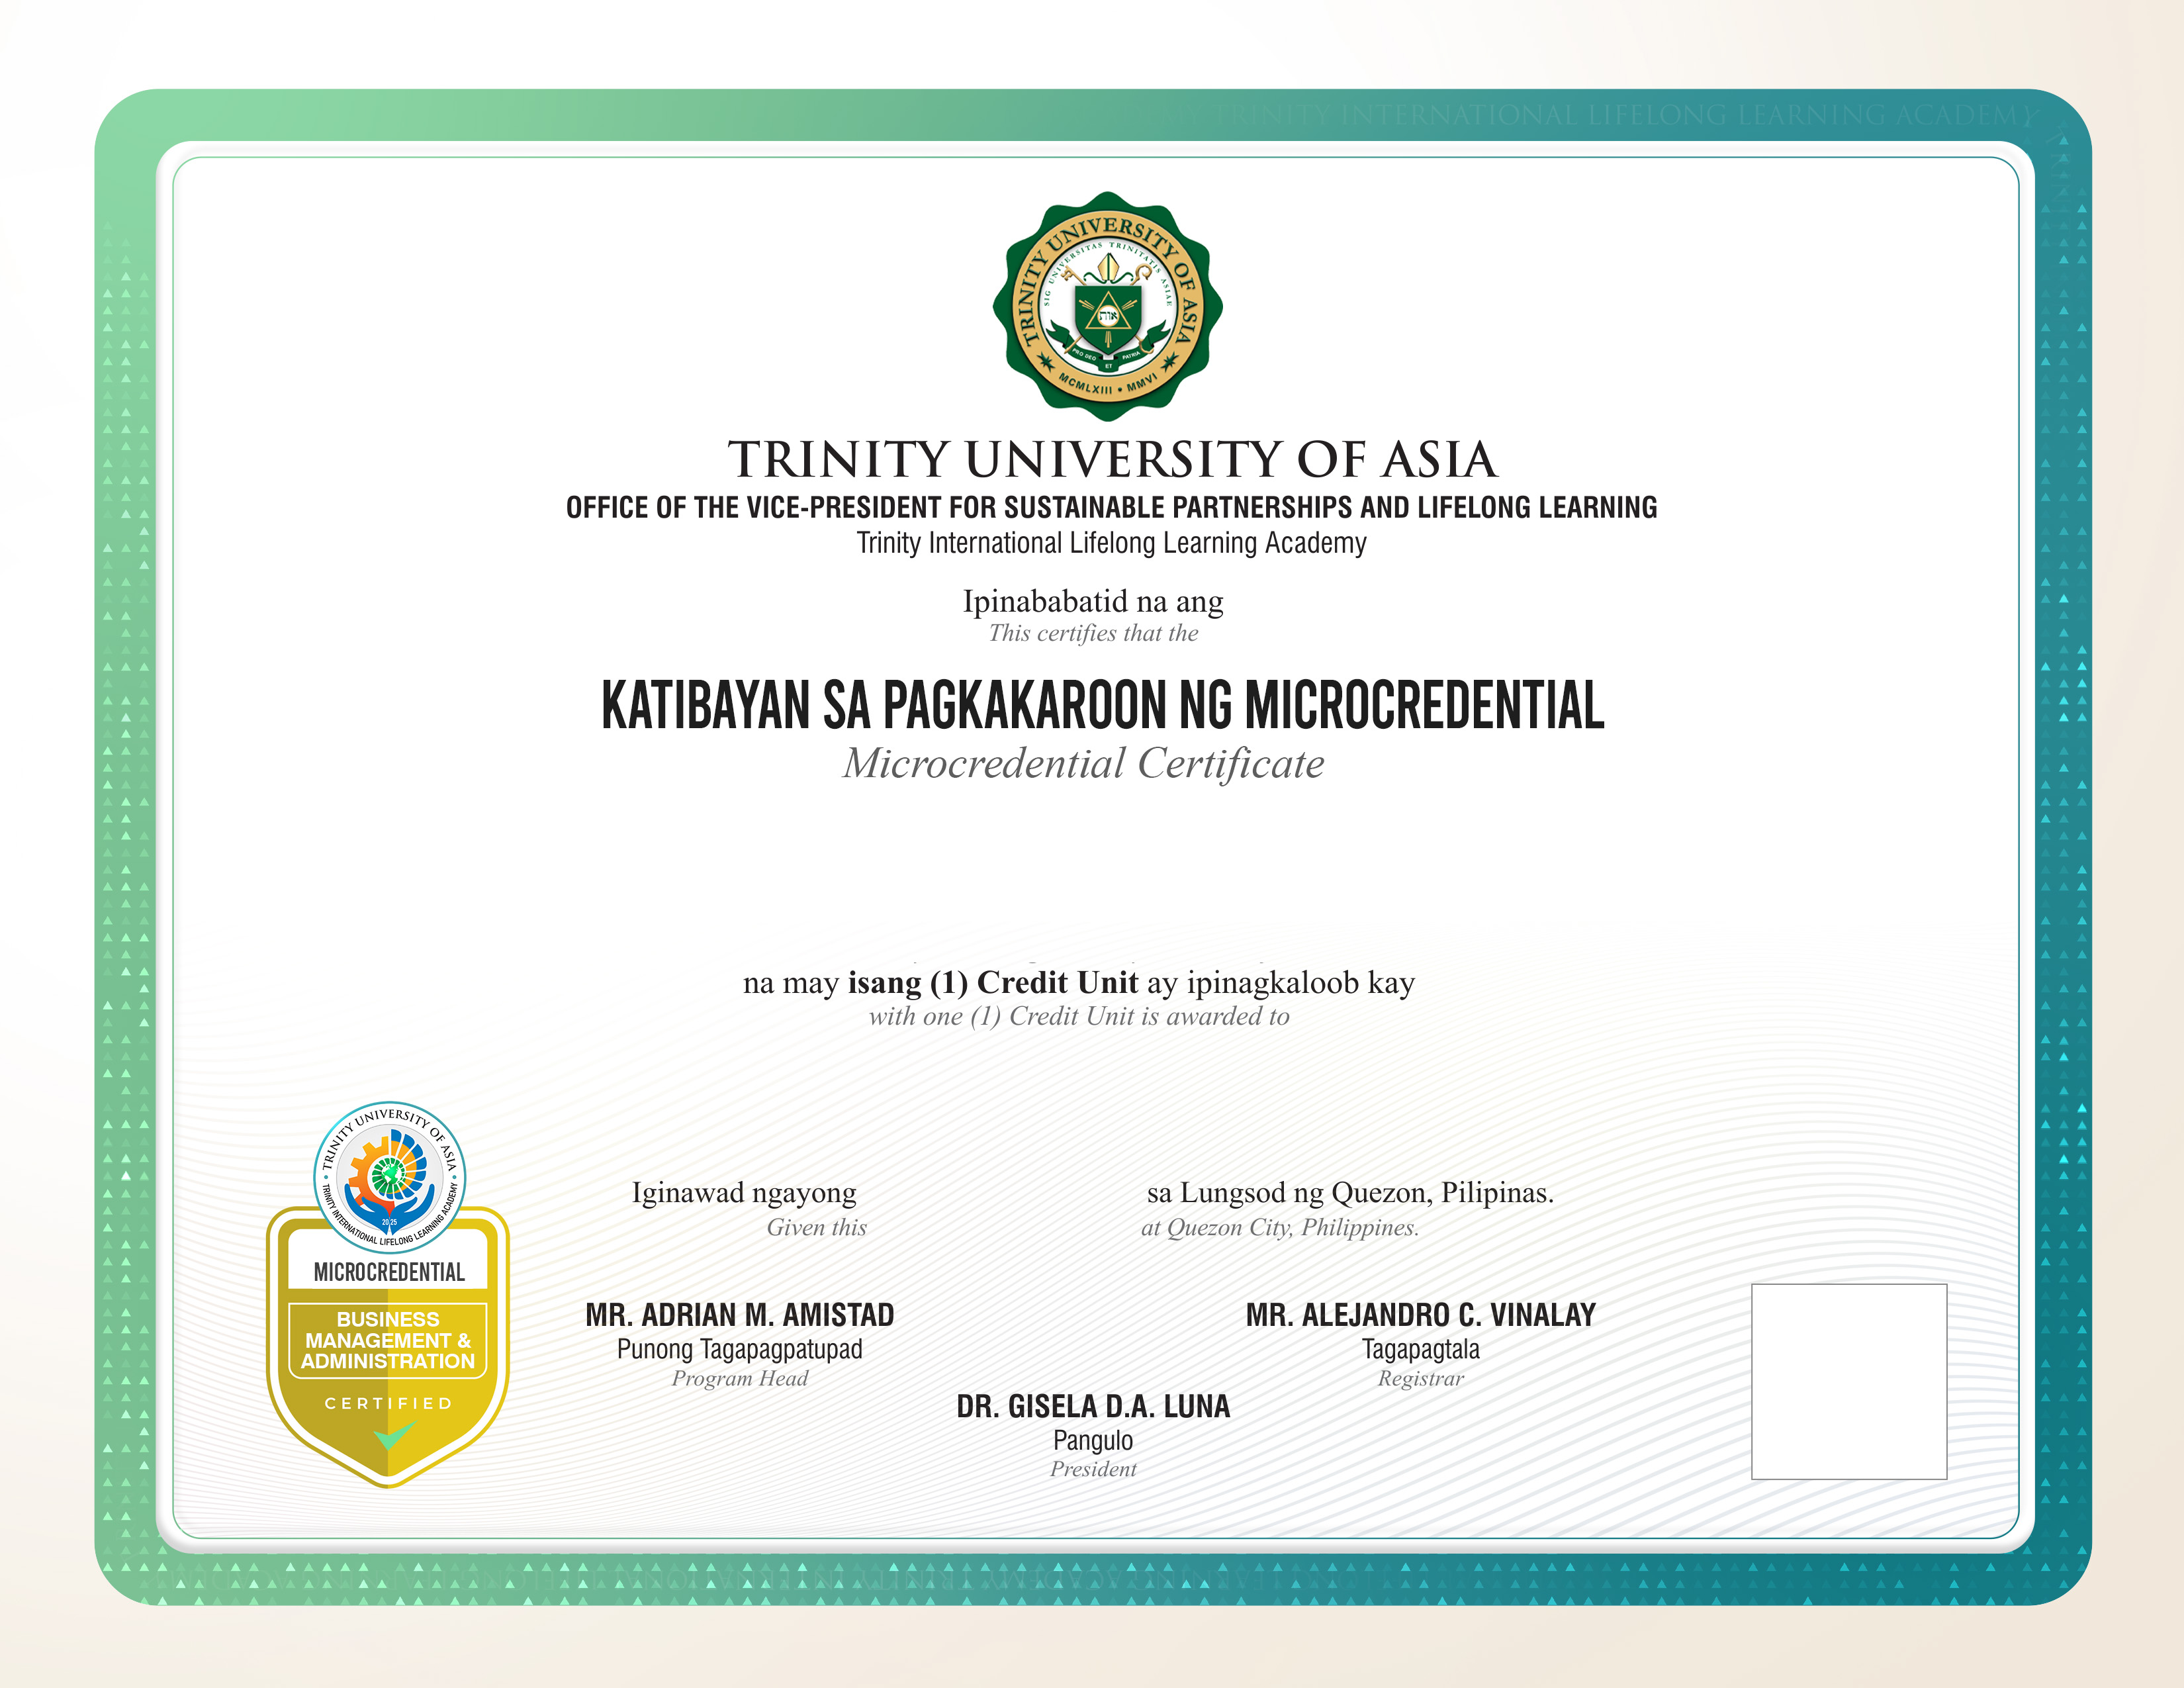 TRINITY INTERNATIONAL LIFELONG LEARNING ACADEMY
TRINITY UNIVERSITY OF ASIA
SIG UNIVERSITAS TRINITATIS ASIAE
אות
PRO DEO ET PATRIA
MCMLXIII • MMVI
TRINITY UNIVERSITY OF ASIA
OFFICE OF THE VICE-PRESIDENT FOR SUSTAINABLE PARTNERSHIPS AND LIFELONG LEARNING
Trinity International Lifelong Learning Academy
Ipinababatid na ang
This certifies that the
KATIBAYAN SA PAGKAKAROON NG MICROCREDENTIAL
Microcredential Certificate
na may isang (1) Credit Unit ay ipinagkaloob kay
with one (1) Credit Unit is awarded to
Iginawad ngayong sa Lungsod ng Quezon, Pilipinas.
Given this at Quezon City, Philippines.
TRINITY UNIVERSITY OF ASIA
TRINITY INTERNATIONAL LIFELONG LEARNING ACADEMY
2025
MICROCREDENTIAL
BUSINESS
MANAGEMENT &
ADMINISTRATION
CERTIFIED
MR. ADRIAN M. AMISTAD
Punong Tagapagpatupad
Program Head
MR. ALEJANDRO C. VINALAY
Tagapagtala
Registrar
DR. GISELA D.A. LUNA
Pangulo
President